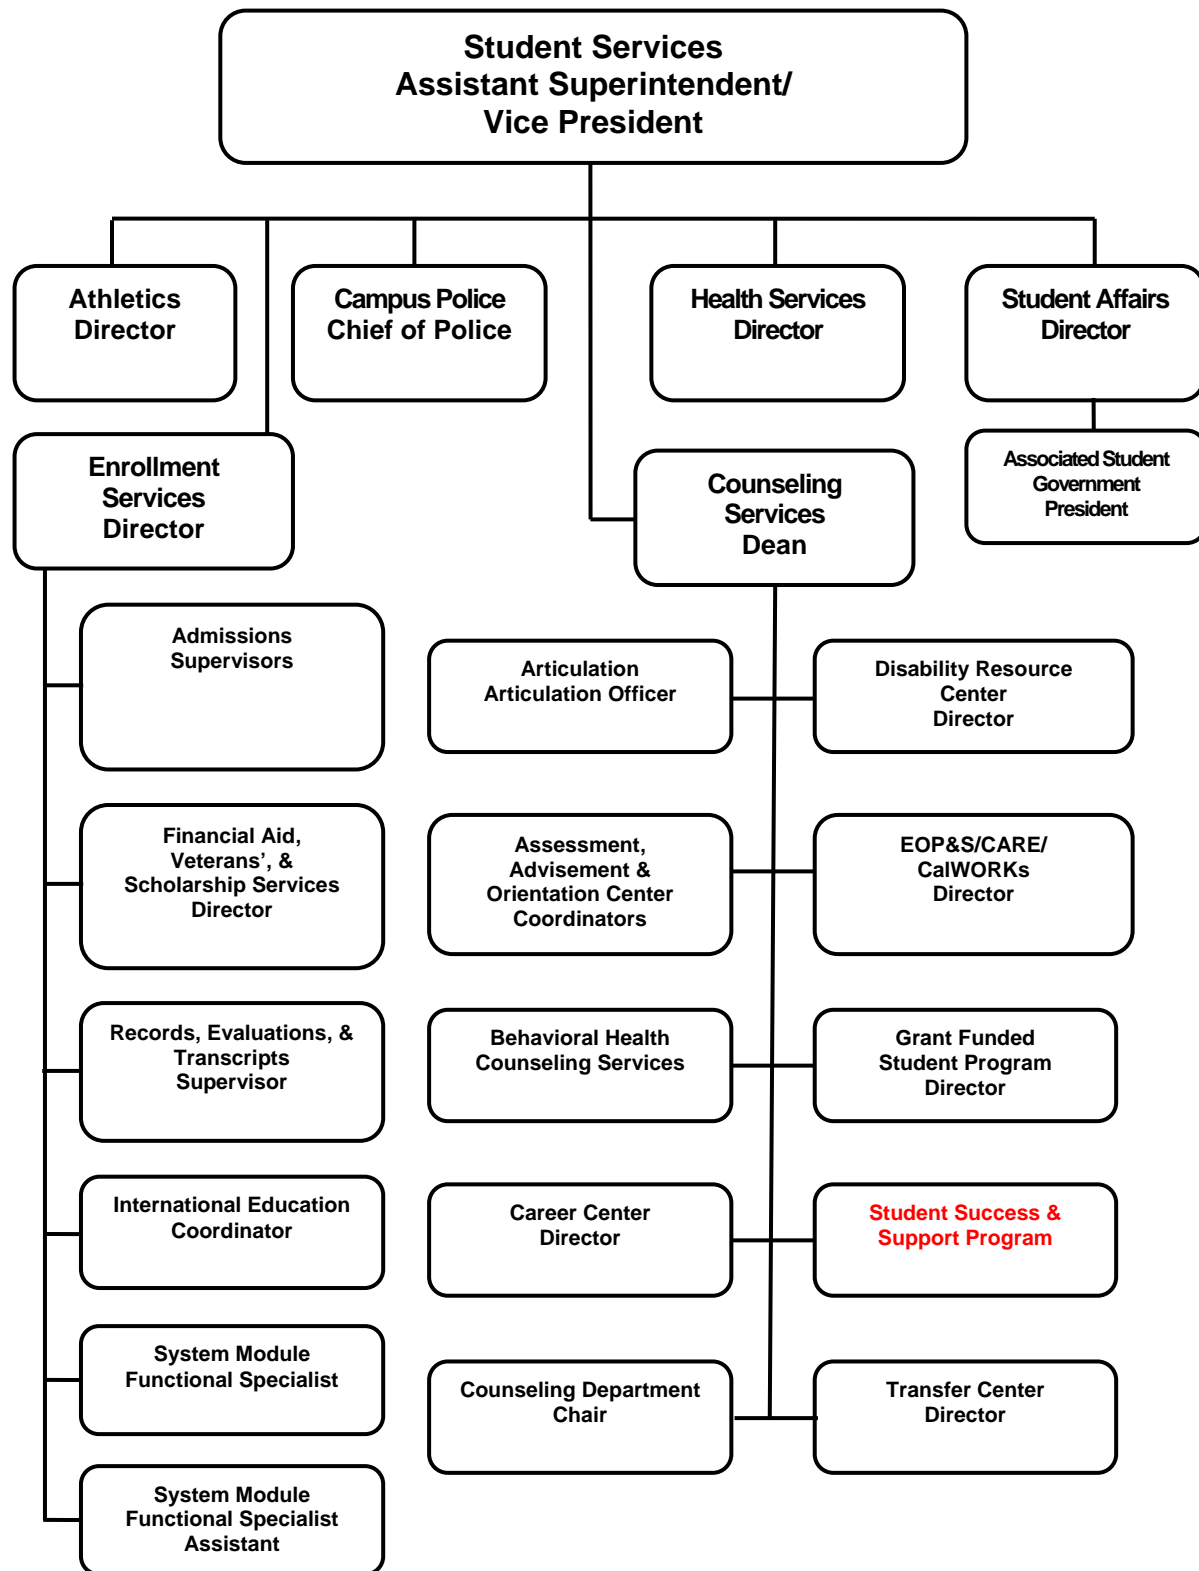 Student Services
Assistant Superintendent/
Vice President
Athletics
Director
Campus Police
Chief of Police
Health Services
Director
Student Affairs
Director
Enrollment
Services
Director
Counseling
Services
Dean
Associated Student
Government
President
Admissions
Supervisors
Articulation
Articulation Officer
Disability Resource
Center
Director
Financial Aid,
Veterans’, &
Scholarship Services
Director
Assessment,
Advisement &
Orientation Center
Coordinators
EOP&S/CARE/
CalWORKs
Director
Records, Evaluations, &
Transcripts
Supervisor
Behavioral Health
Counseling Services
Grant Funded
Student Program
Director
International Education
Coordinator
Career Center
Director
Student Success &
Support Program
System Module
Functional Specialist
Counseling Department
Chair
Transfer Center
Director
System Module
Functional Specialist
Assistant